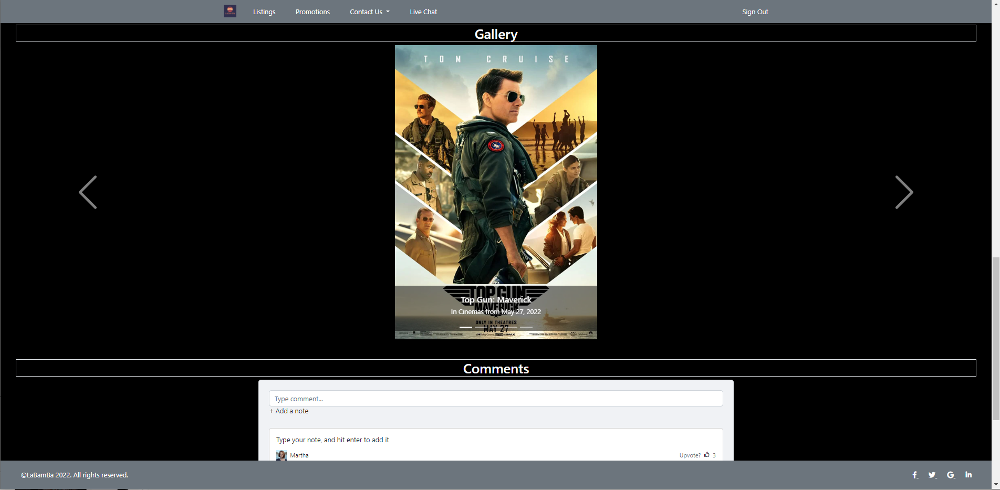 Listings Promotions Contact Us Live Chat Sign Out
Gallery
TOM CRUISE
TOP GUN
MAVERICK
Top Gun: Maverick
In Cinemas from May 27, 2022
ONLY IN THEATRES
MAY 27
Comments
Type comment...
+ Add a note
Type your note, and hit enter to add it
Martha Upvote? 3
©LaBamBa 2022. All rights reserved.